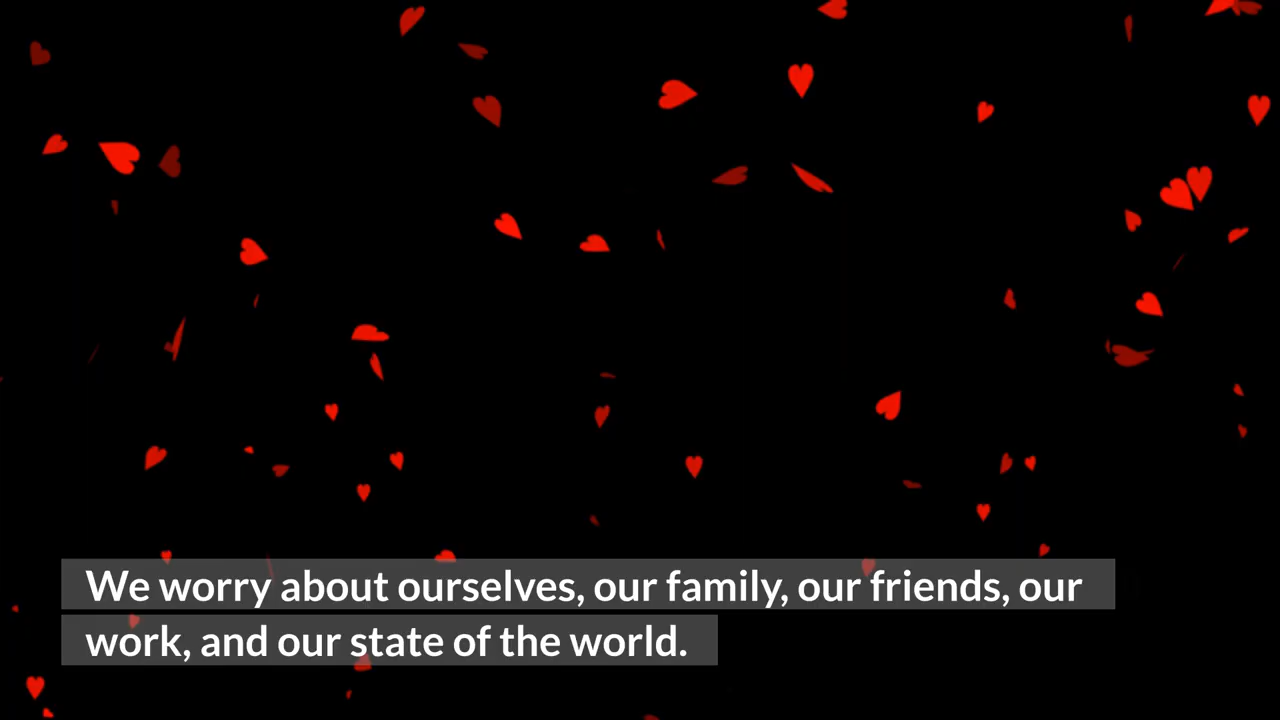 We worry about ourselves, our family, our friends, our
work, and our state of the world.